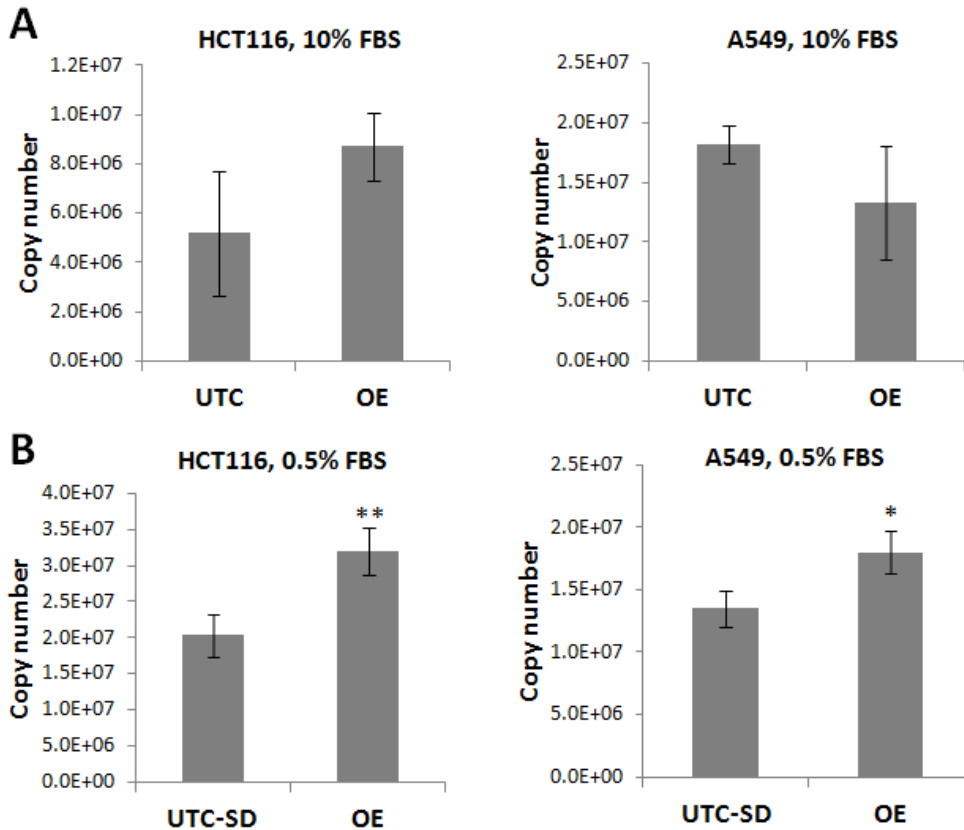 A
HCT116, 10% FBS
Copy number
1.2E+07
1.0E+07
8.0E+06
6.0E+06
4.0E+06
2.0E+06
0.0E+00
UTC OE
A549, 10% FBS
Copy number
2.5E+07
2.0E+07
1.5E+07
1.0E+07
5.0E+06
0.0E+00
UTC OE
B
HCT116, 0.5% FBS
Copy number
4.0E+07
3.5E+07
3.0E+07
2.5E+07
2.0E+07
1.5E+07
1.0E+07
5.0E+06
0.0E+00
**
UTC-SD OE
A549, 0.5% FBS
Copy number
2.5E+07
2.0E+07
1.5E+07
1.0E+07
5.0E+06
0.0E+00
*
UTC-SD OE